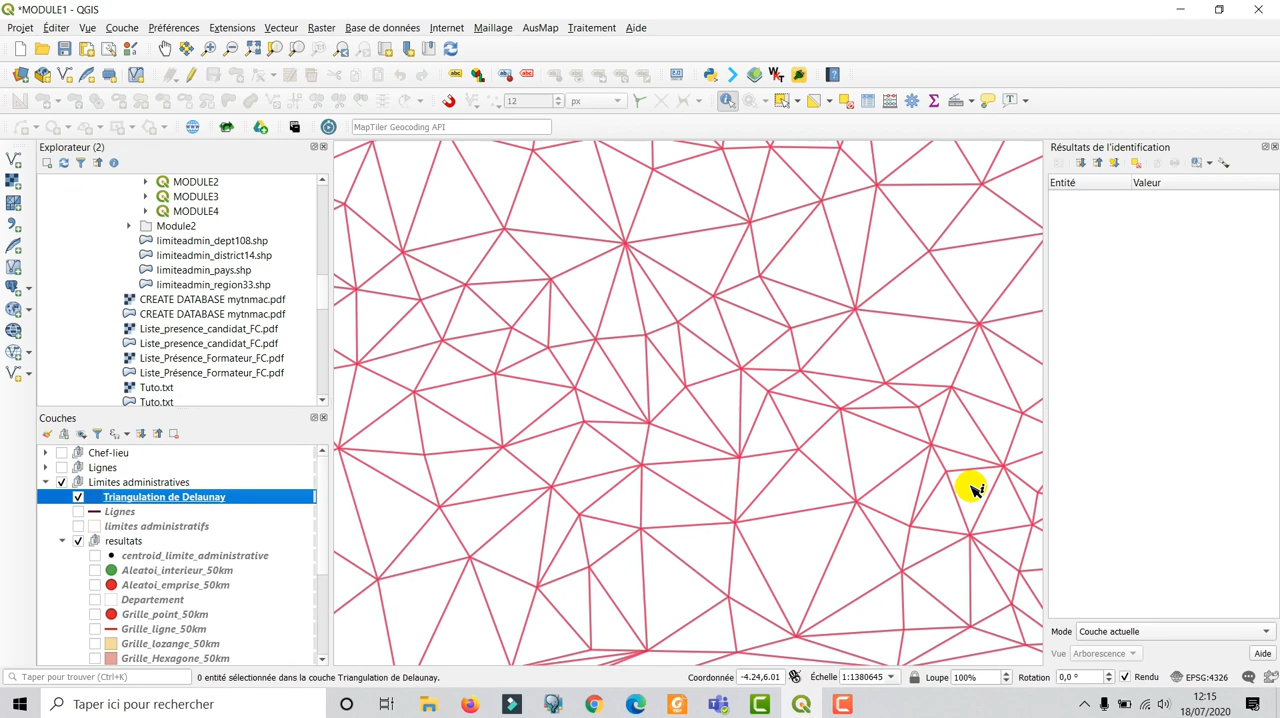 *MODULE1 - QGIS
Projet Éditer Vue Couche Préférences Extensions Vecteur Raster Base de données Internet Maillage AusMap Traitement Aide
12 px
MapTiler Geocoding API
Explorateur (2)
MODULE2
MODULE3
MODULE4
Module2
limiteadmin_dept108.shp
limiteadmin_district14.shp
limiteadmin_pays.shp
limiteadmin_region33.shp
CREATE DATABASE mytnmac.pdf
CREATE DATABASE mytnmac.pdf
Liste_presence_candidat_FC.pdf
Liste_presence_candidat_FC.pdf
Liste_Présence_Formateur_FC.pdf
Liste_Présence_Formateur_FC.pdf
Tuto.txt
Tuto.txt
Couches
Chef-lieu
Lignes
Limites administratives
Triangulation de Delaunay
Lignes
limites administratifs
resultats
centroid_limite_administrative
Aleatoi_interieur_50km
Aleatoi_emprise_50km
Departement
Grille_point_50km
Grille_ligne_50km
Grille_lozange_50km
Grille_Hexagone_50km
Résultats de l'identification
Entité Valeur
Mode Couche actuelle
Vue Arborescence Aide
Taper pour trouver (Ctrl+K) 0 entité sélectionnée dans la couche Triangulation de Delaunay. Coordonnée -4.24,6.01 Échelle 1:1380645 Loupe 100% Rotation 0,0 ° Rendu EPSG:4326
Taper ici pour rechercher
12:15
18/07/2020